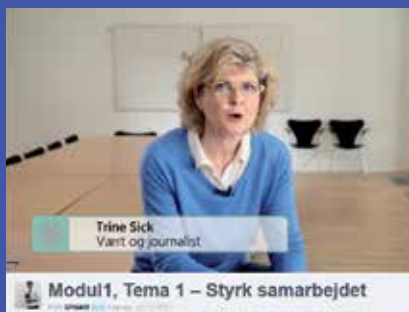 Trine Sick
Vært og journalist
Modul1, Tema 1 – Styrk samarbejdet